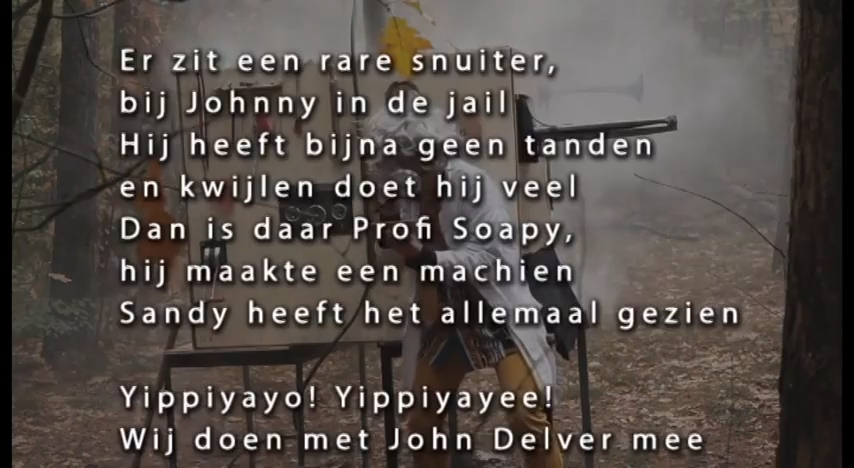 Er zit een rare snuiter,
bij Johnny in de jail
Hij heeft bijna geen tanden
en kwijlen doet hij veel
Dan is daar Profi Soapy,
hij maakte een machien
Sandy heeft het allemaal gezien
Yippiyayo! Yippiyayee!
Wij doen met John Delver mee